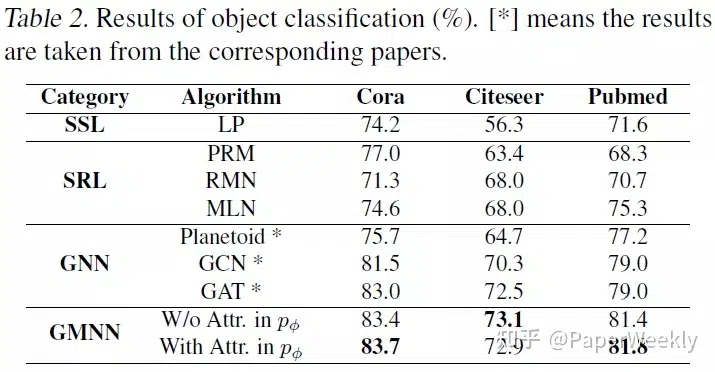 Table 2. Results of object classification (%). [*] means the results
are taken from the corresponding papers.
Category Algorithm Cora Citeseer Pubmed
SSL LP 74.2 56.3 71.6
PRM 77.0 63.4 68.3
SRL RMN 71.3 68.0 70.7
MLN 74.6 68.0 75.3
Planetoid * 75.7 64.7 77.2
GNN GCN * 81.5 70.3 79.0
GAT * 83.0 72.5 79.0
GMNN W/o Attr. in pϕ 83.4 73.1 81.4
With Attr. in pϕ 83.7 72.9 81.8
知乎 @PaperWeekly